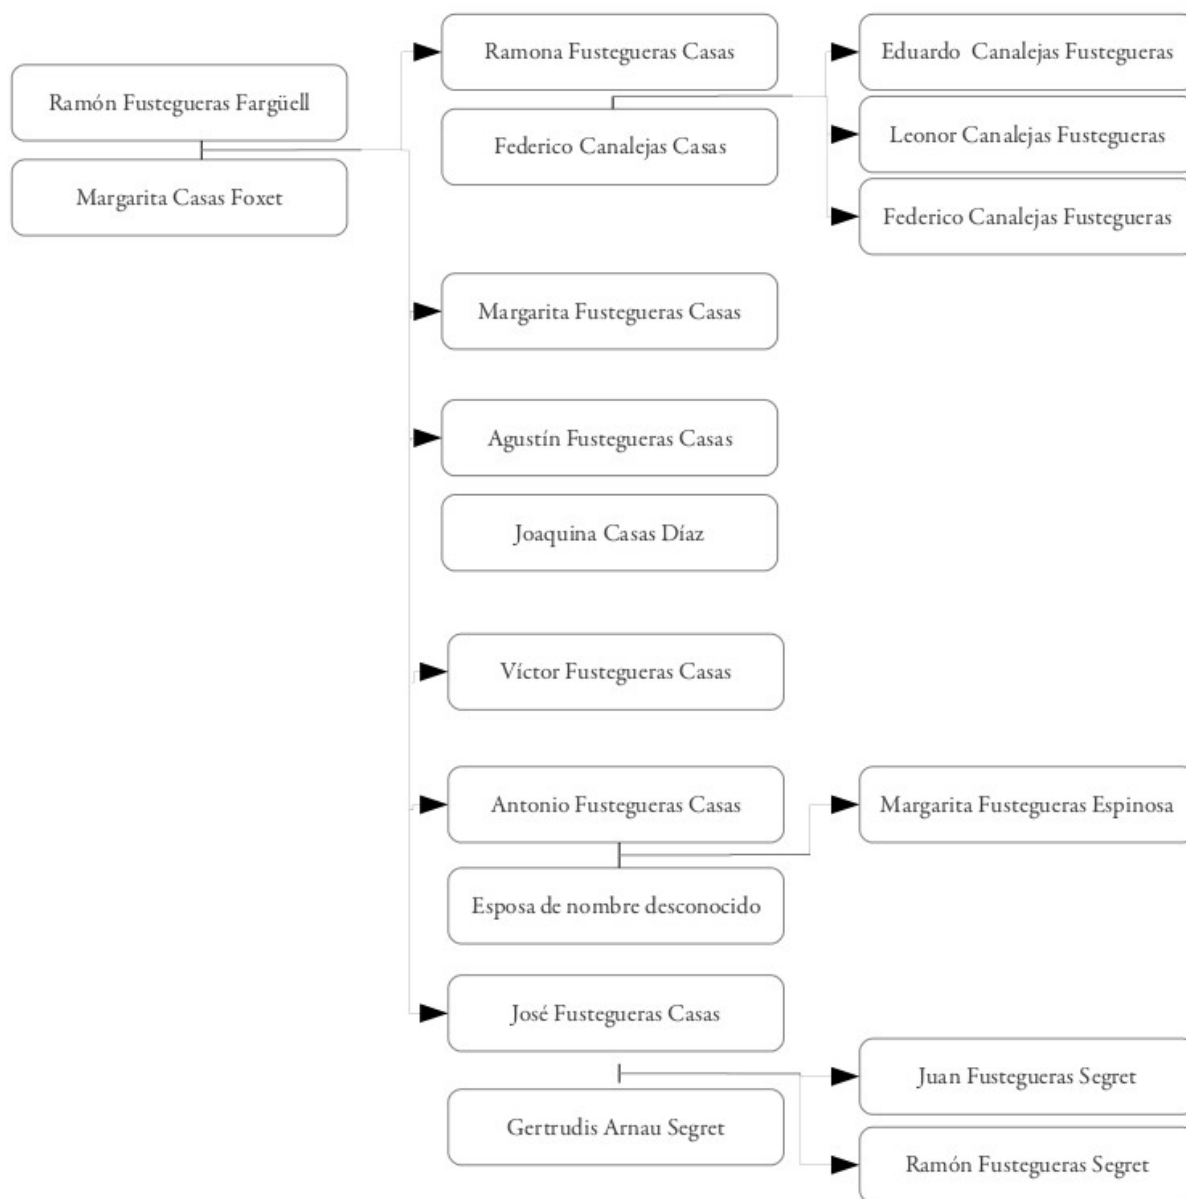 Ramón Fustegueras Fargüell
Margarita Casas Foxet
Ramona Fustegueras Casas
Federico Canalejas Casas
Eduardo Canalejas Fustegueras
Leonor Canalejas Fustegueras
Federico Canalejas Fustegueras
Margarita Fustegueras Casas
Agustín Fustegueras Casas
Joaquina Casas Díaz
Víctor Fustegueras Casas
Antonio Fustegueras Casas
Esposa de nombre desconocido
Margarita Fustegueras Espinosa
José Fustegueras Casas
Gertrudis Arnau Segret
Juan Fustegueras Segret
Ramón Fustegueras Segret